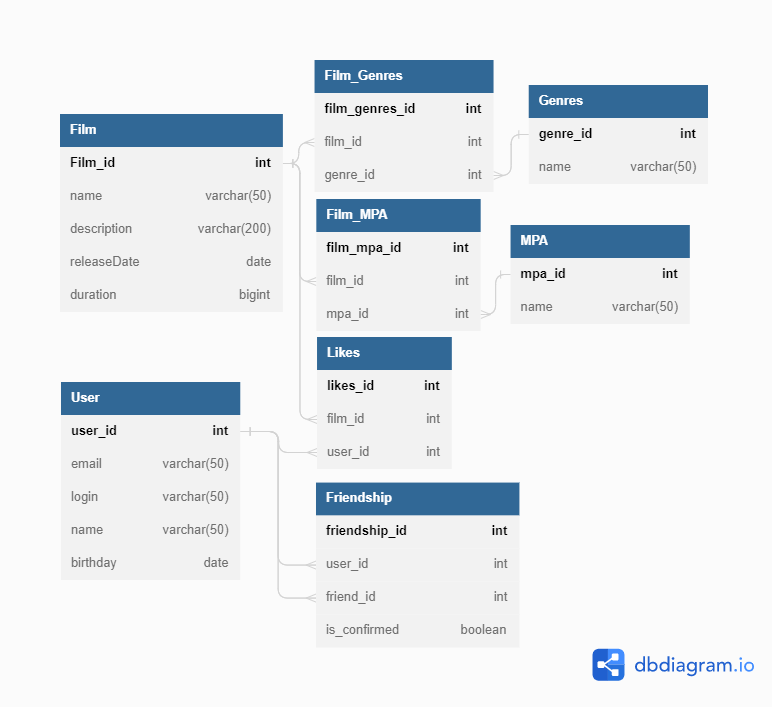 Film
Film_id int
name varchar(50)
description varchar(200)
releaseDate date
duration bigint
Film_Genres
film_genres_id int
film_id int
genre_id int
Genres
genre_id int
name varchar(50)
Film_MPA
film_mpa_id int
film_id int
mpa_id int
MPA
mpa_id int
name varchar(50)
Likes
likes_id int
film_id int
user_id int
User
user_id int
email varchar(50)
login varchar(50)
name varchar(50)
birthday date
Friendship
friendship_id int
user_id int
friend_id int
is_confirmed boolean
dbdiagram.io